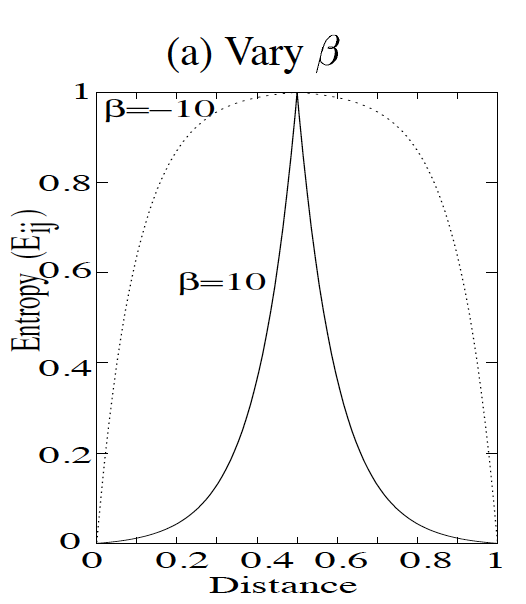 (a) Vary β
1
β=−10
0.8
Entropy (Eij)
0.6
β=10
0.4
0.2
0
0 0.2 0.4 0.6 0.8 1
Distance